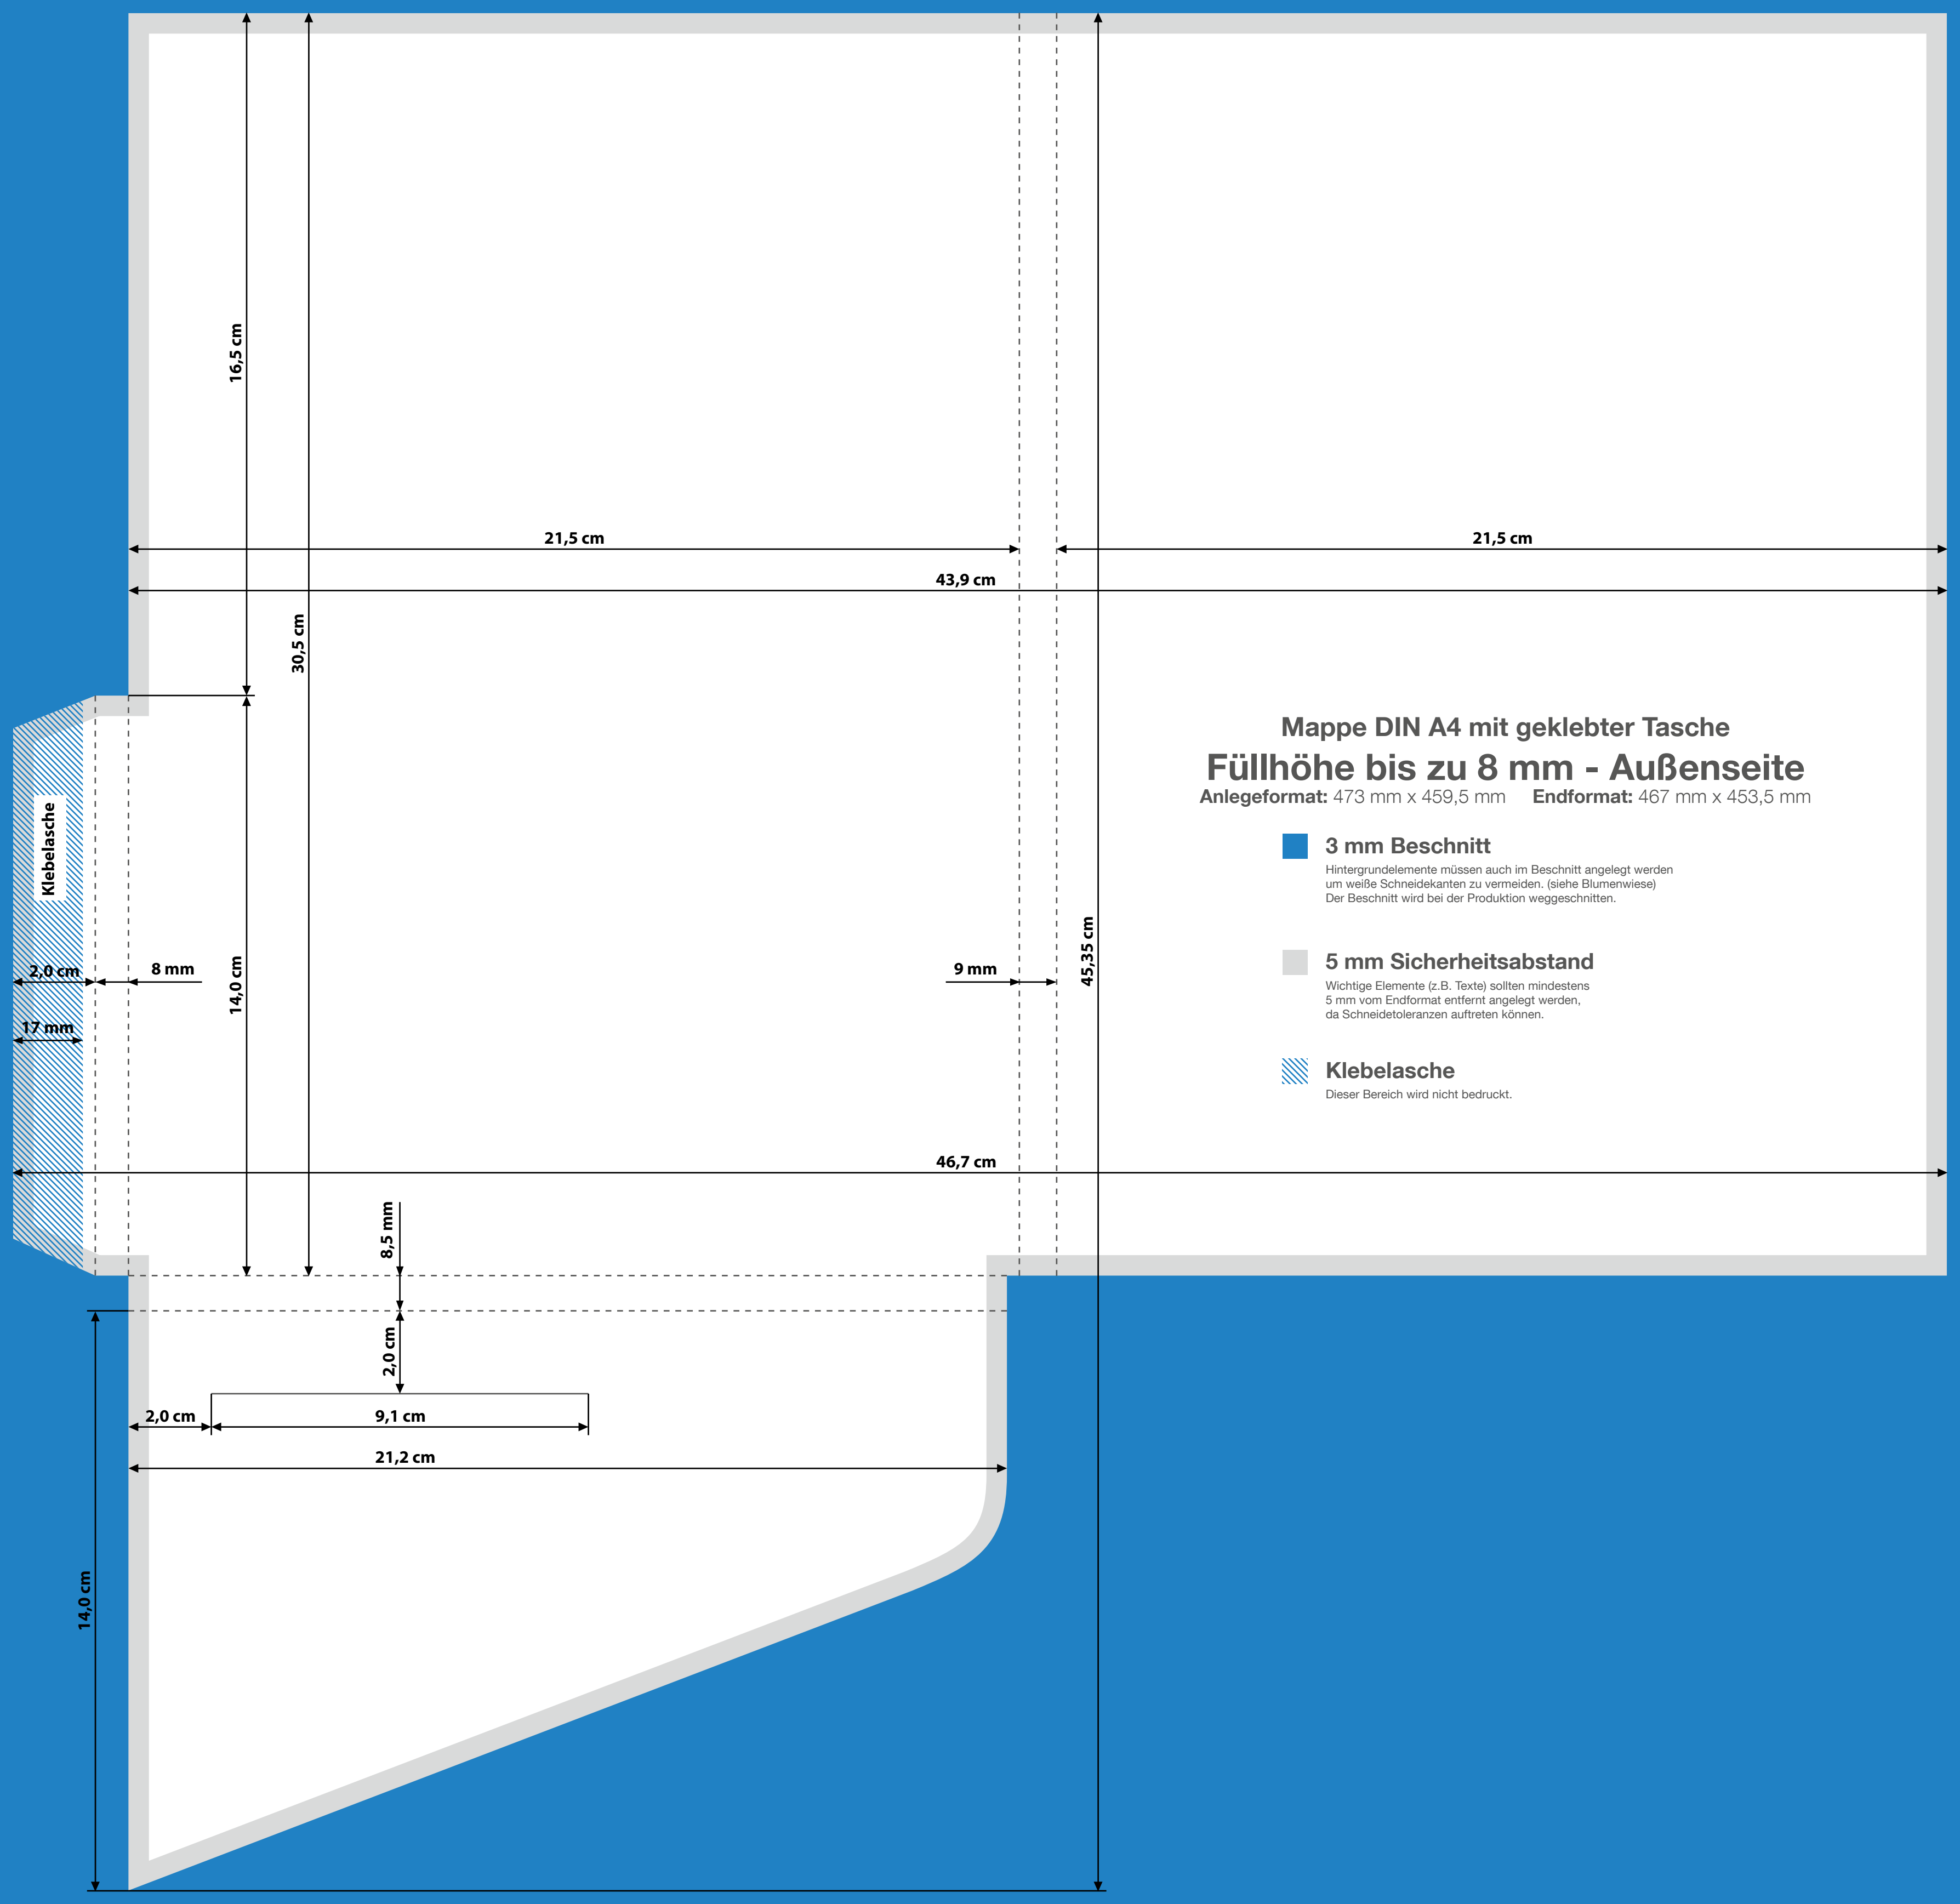 16,5 cm
30,5 cm
21,5 cm
21,5 cm
43,9 cm
Mappe DIN A4 mit geklebter Tasche
Füllhöhe bis zu 8 mm - Außenseite
Anlegeformat: 473 mm x 459,5 mm Endformat: 467 mm x 453,5 mm
3 mm Beschnitt
Hintergrundelemente müssen auch im Beschnitt angelegt werden
um weiße Schneidekanten zu vermeiden. (siehe Blumenwiese)
Der Beschnitt wird bei der Produktion weggeschnitten.
5 mm Sicherheitsabstand
Wichtige Elemente (z.B. Texte) sollten mindestens
5 mm vom Endformat entfernt angelegt werden,
da Schneidetoleranzen auftreten können.
Klebelasche
Dieser Bereich wird nicht bedruckt.
Klebelasche
2,0 cm
8 mm
14,0 cm
9 mm
45,35 cm
17 mm
46,7 cm
8,5 mm
2,0 cm
2,0 cm
9,1 cm
21,2 cm
14,0 cm